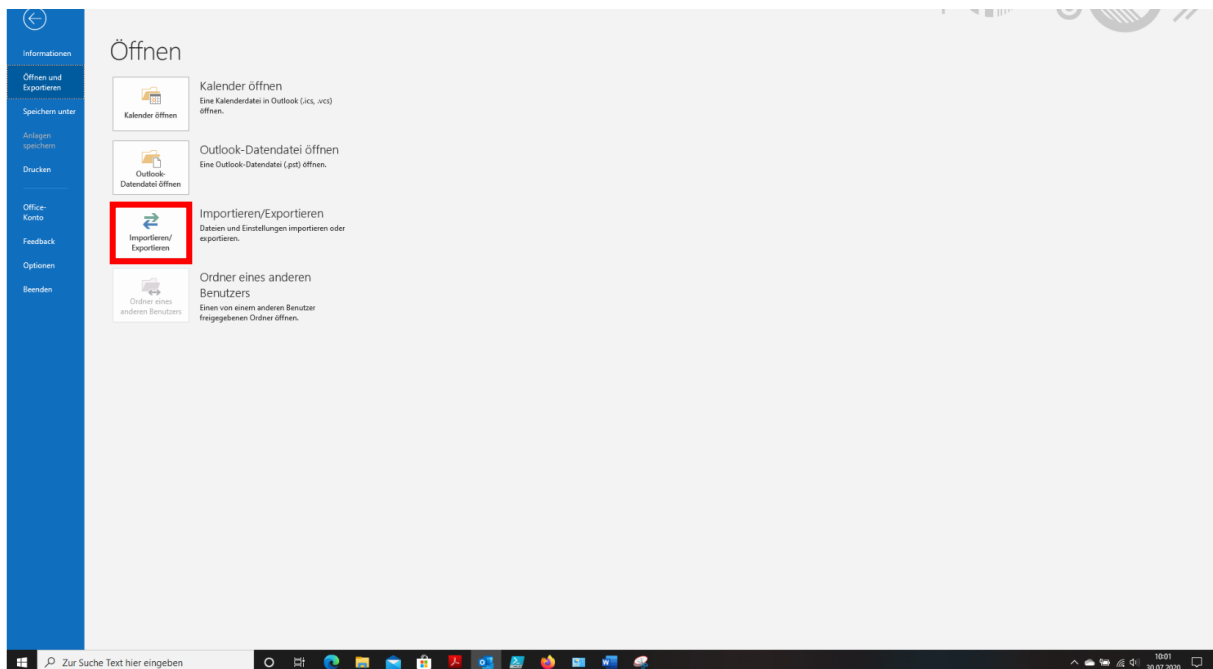 Informationen
Öffnen und
Exportieren
Speichern unter
Anlagen
speichern
Drucken
Office-
Konto
Feedback
Optionen
Beenden
Öffnen
Kalender öffnen
Kalender öffnen
Eine Kalenderdatei in Outlook (.ics, .vcs)
öffnen.
Outlook-
Datendatei öffnen
Outlook-Datendatei öffnen
Eine Outlook-Datendatei (.pst) öffnen.
Importieren/
Exportieren
Importieren/Exportieren
Dateien und Einstellungen importieren oder
exportieren.
Ordner eines
anderen Benutzers
Ordner eines anderen
Benutzers
Einen von einem anderen Benutzer
freigegebenen Ordner öffnen.
Zur Suche Text hier eingeben
10:01
30.07.2020